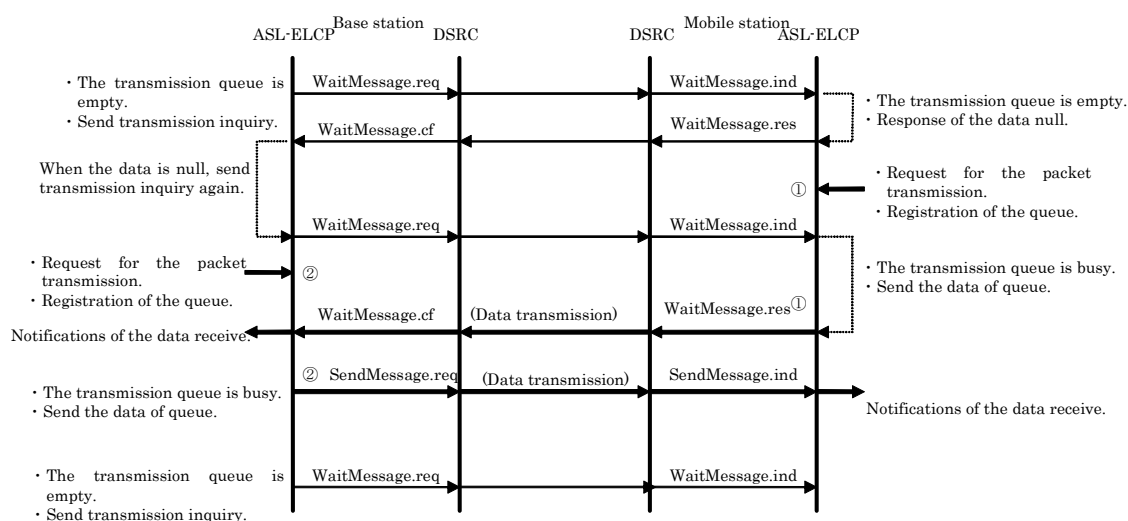 Base station
Mobile station
ASL-ELCP
DSRC
DSRC
ASL-ELCP
・The transmission queue is
empty.
・Send transmission inquiry.
WaitMessage.req
WaitMessage.ind
・The transmission queue is empty.
・Response of the data null.
WaitMessage.cf
WaitMessage.res
When the data is null, send
transmission inquiry again.
①
・Request for the packet
transmission.
・Registration of the queue.
WaitMessage.req
WaitMessage.ind
・Request for the packet
transmission.
・Registration of the queue.
②
・The transmission queue is busy.
・Send the data of queue.
WaitMessage.cf
(Data transmission)
WaitMessage.res①
Notifications of the data receive.
② SendMessage.req
(Data transmission)
SendMessage.ind
・The transmission queue is busy.
・Send the data of queue.
Notifications of the data receive.
・The transmission queue is
empty.
・Send transmission inquiry.
WaitMessage.req
WaitMessage.ind